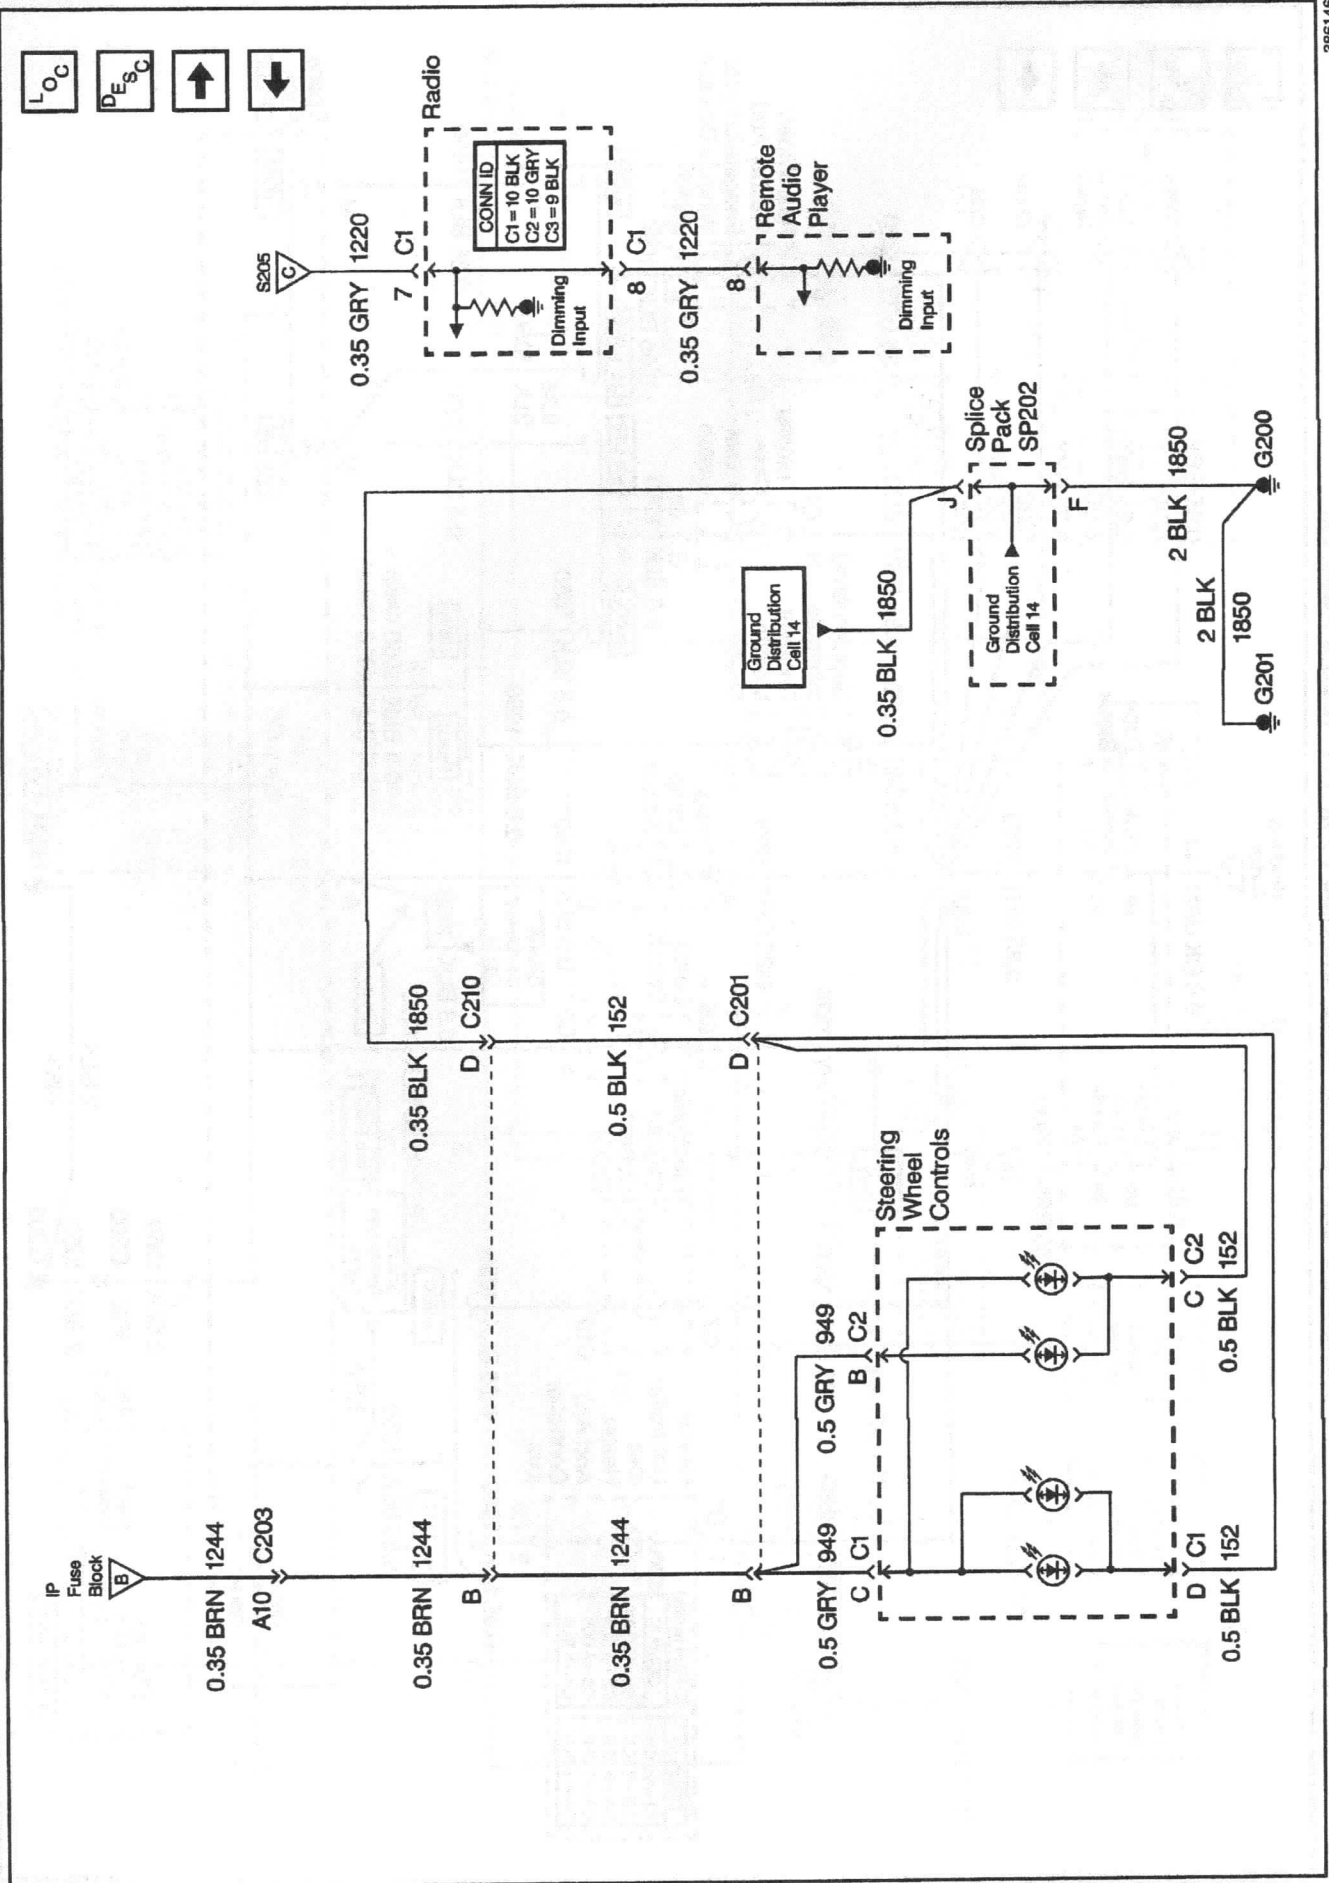 IP
Fuse
Block
B
0.35 BRN 1244
A10 C203
0.35 BRN 1244
B
0.35 BRN 1244
B
0.5 GRY 949
C C1
0.5 GRY 949
B C2
Steering
Wheel
Controls
D C1
0.5 BLK 152
C C2
0.5 BLK 152
0.35 BLK 1850
D C210
0.5 BLK 152
D C201
Ground
Distribution
Cell 14
0.35 BLK 1850
J
Splice
Pack
SP202
Ground
Distribution
Cell 14
F
2 BLK 1850
2 BLK
1850
G201
G200
S205
C
0.35 GRY 1220
7 C1
Radio
CONN ID
C1 = 10 BLK
C2 = 10 GRY
C3 = 9 BLK
Dimming
Input
8 C1
0.35 GRY 1220
8
Remote
Audio
Player
Dimming
Input
LOC
DESC